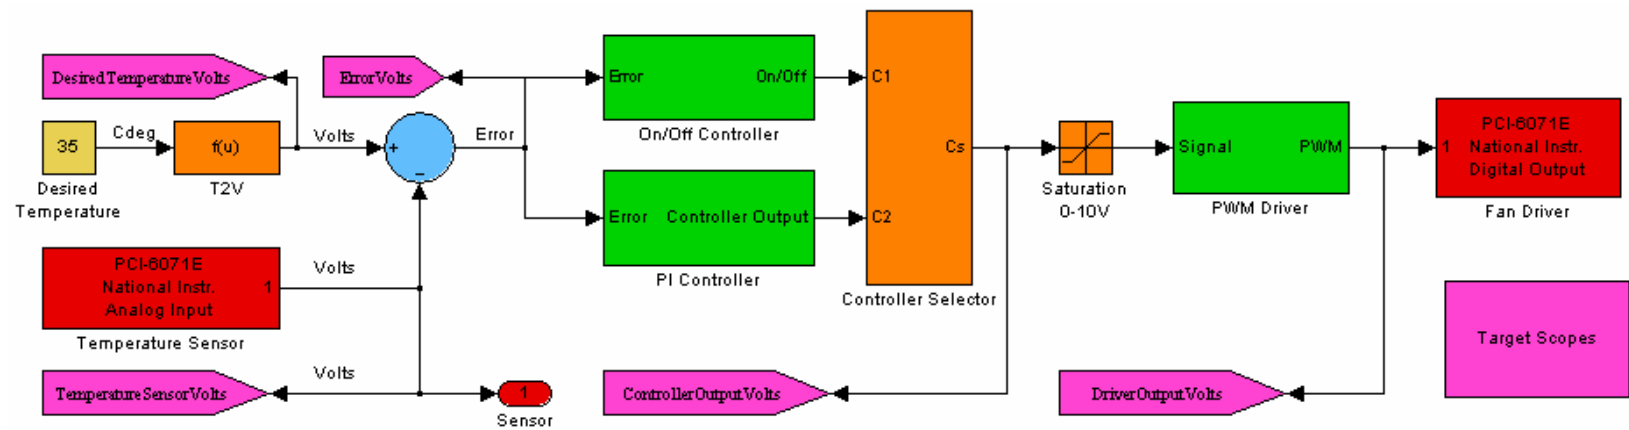 DesiredTemperatureVolts
ErrorVolts
Error
On/Off
On/Off Controller
C1
35
Cdeg
f(u)
Volts
+
−
Error
Desired
Temperature
T2V
Error
Controller Output
PI Controller
Cs
C2
Controller Selector
Saturation
0-10V
Signal
PWM
PWM Driver
PCI-6071E
1
National Instr.
Digital Output
Fan Driver
PCI-6071E
National Instr.
1
Analog Input
Temperature Sensor
Volts
Target Scopes
TemperatureSensorVolts
Volts
1
Sensor
ControllerOutputVolts
DriverOutputVolts